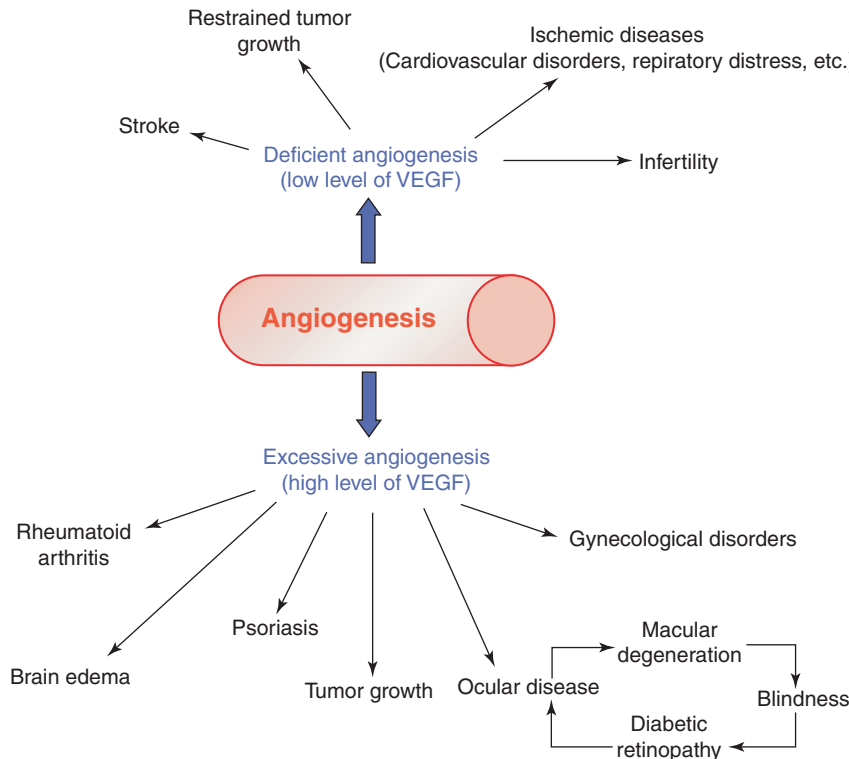 Restrained tumor
growth
Ischemic diseases
(Cardiovascular disorders, repiratory distress, etc.)
Stroke
Deficient angiogenesis
(low level of VEGF)
Infertility
Angiogenesis
Excessive angiogenesis
(high level of VEGF)
Rheumatoid
arthritis
Gynecological disorders
Psoriasis
Brain edema
Tumor growth
Ocular disease
Macular
degeneration
Blindness
Diabetic
retinopathy